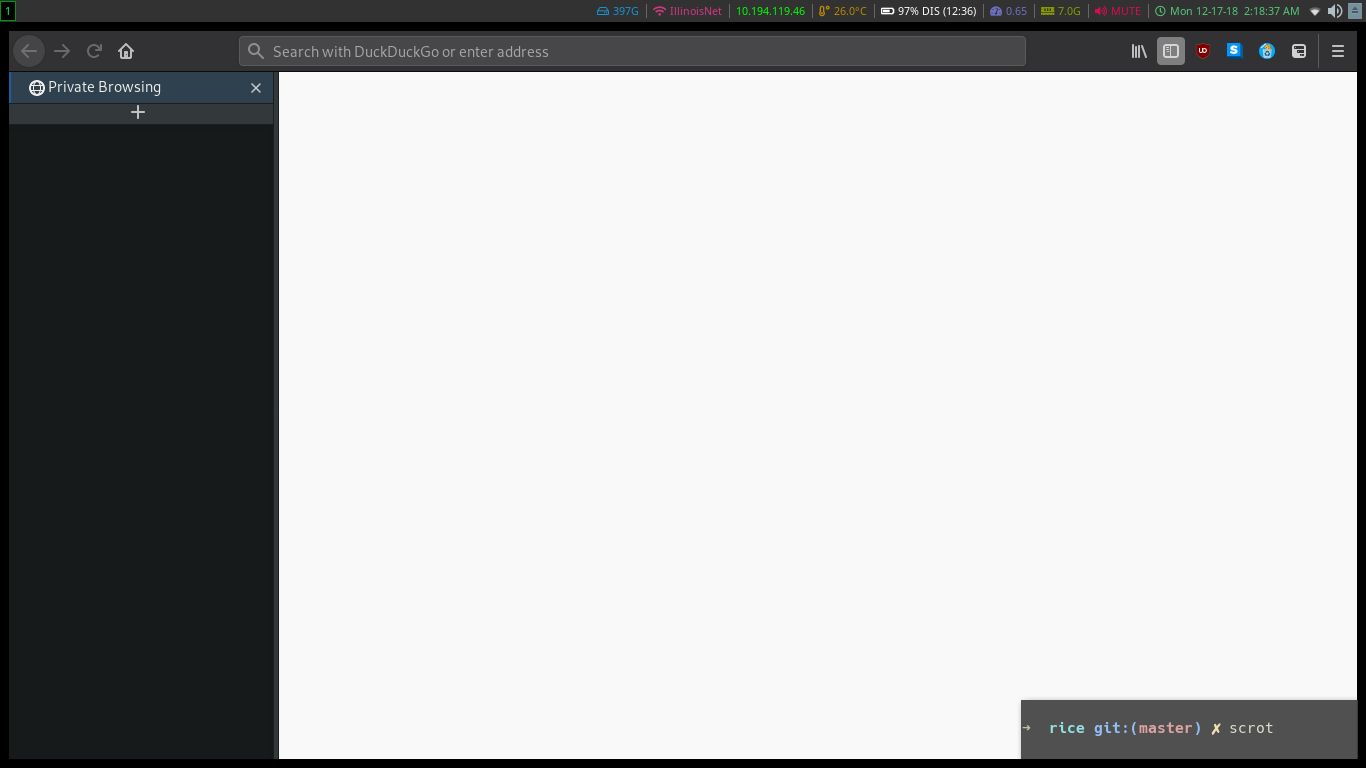 1 397G IllinoisNet 10.194.119.46 26.0°C 97% DIS (12:36) 0.65 7.0G MUTE Mon 12-17-18 2:18:37 AM
Search with DuckDuckGo or enter address
Private Browsing
→ rice git:(master) ✗ scrot